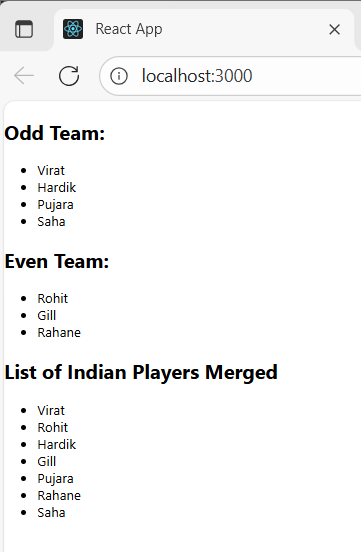 React App
localhost:3000
Odd Team:
Virat
Hardik
Pujara
Saha
Even Team:
Rohit
Gill
Rahane
List of Indian Players Merged
Virat
Rohit
Hardik
Gill
Pujara
Rahane
Saha